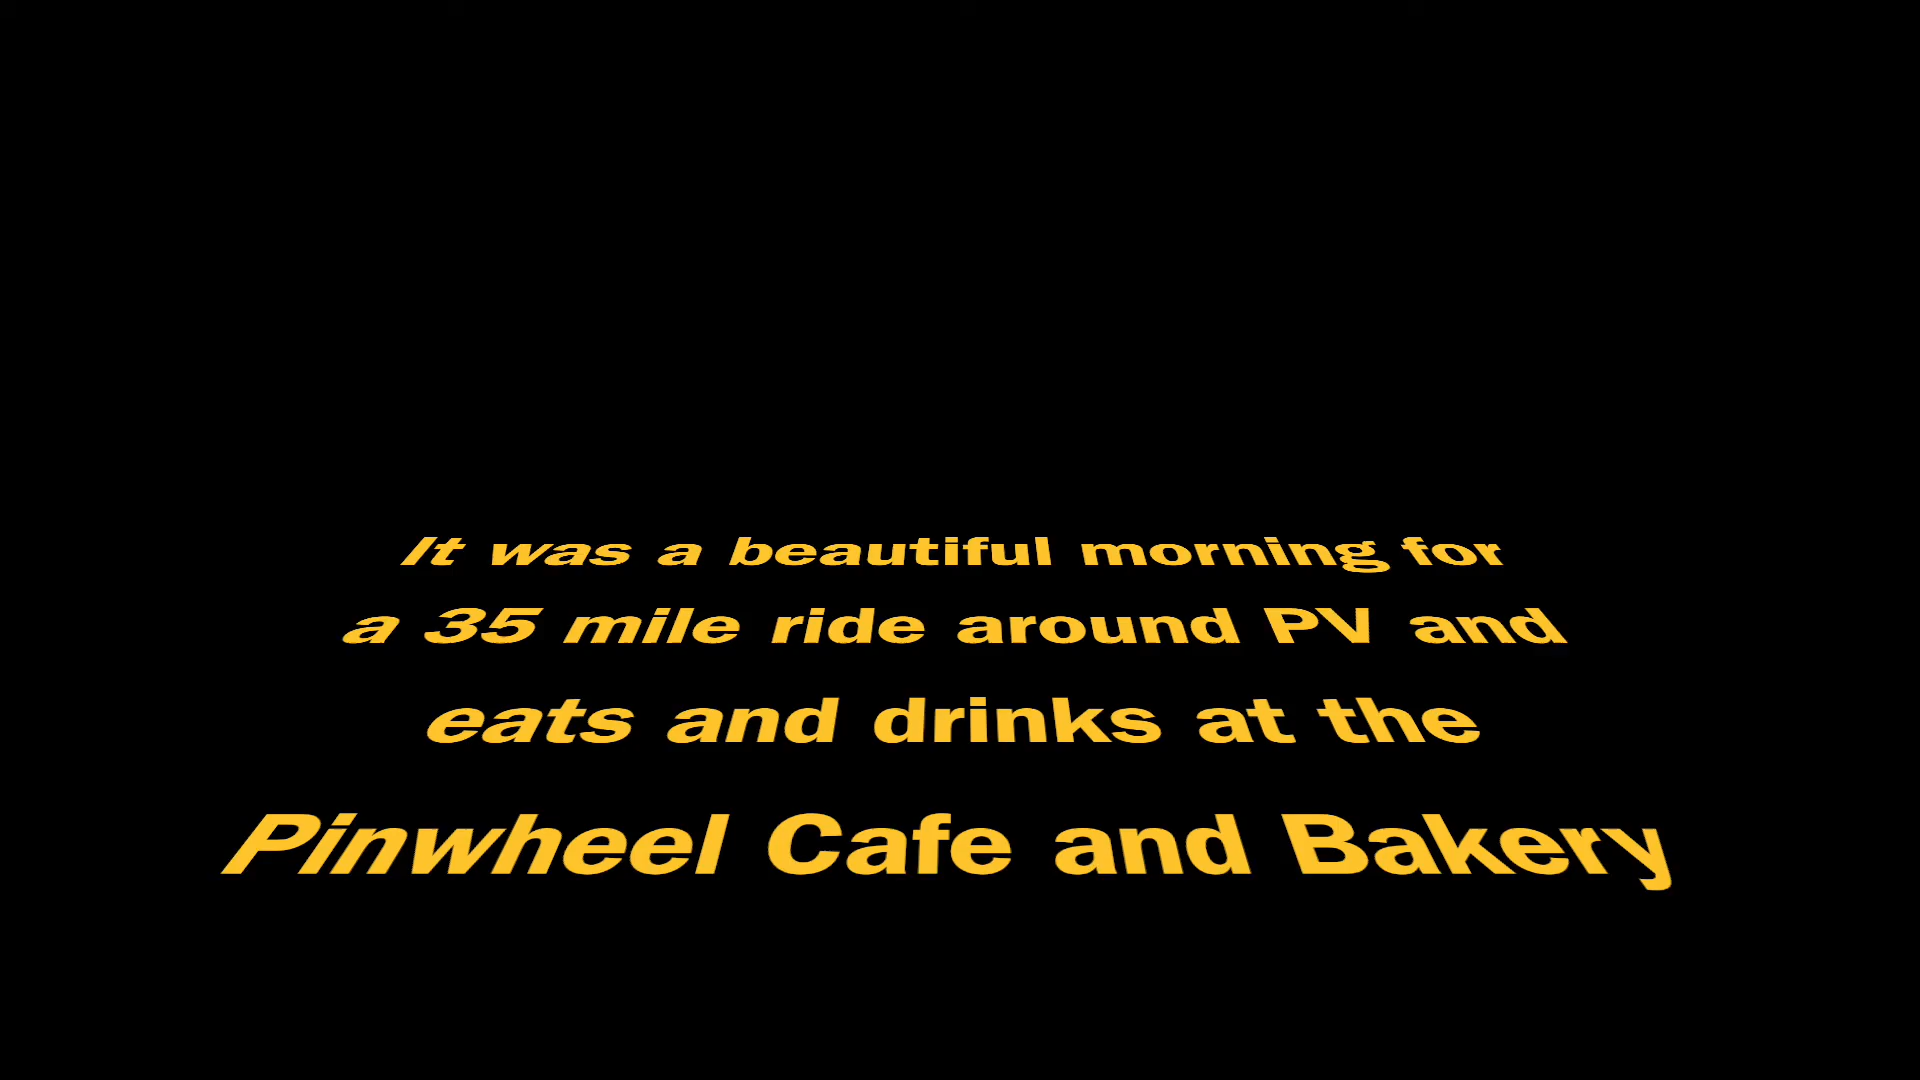 It was a beautiful morning for
a 35 mile ride around PV and
eats and drinks at the
Pinwheel Cafe and Bakery